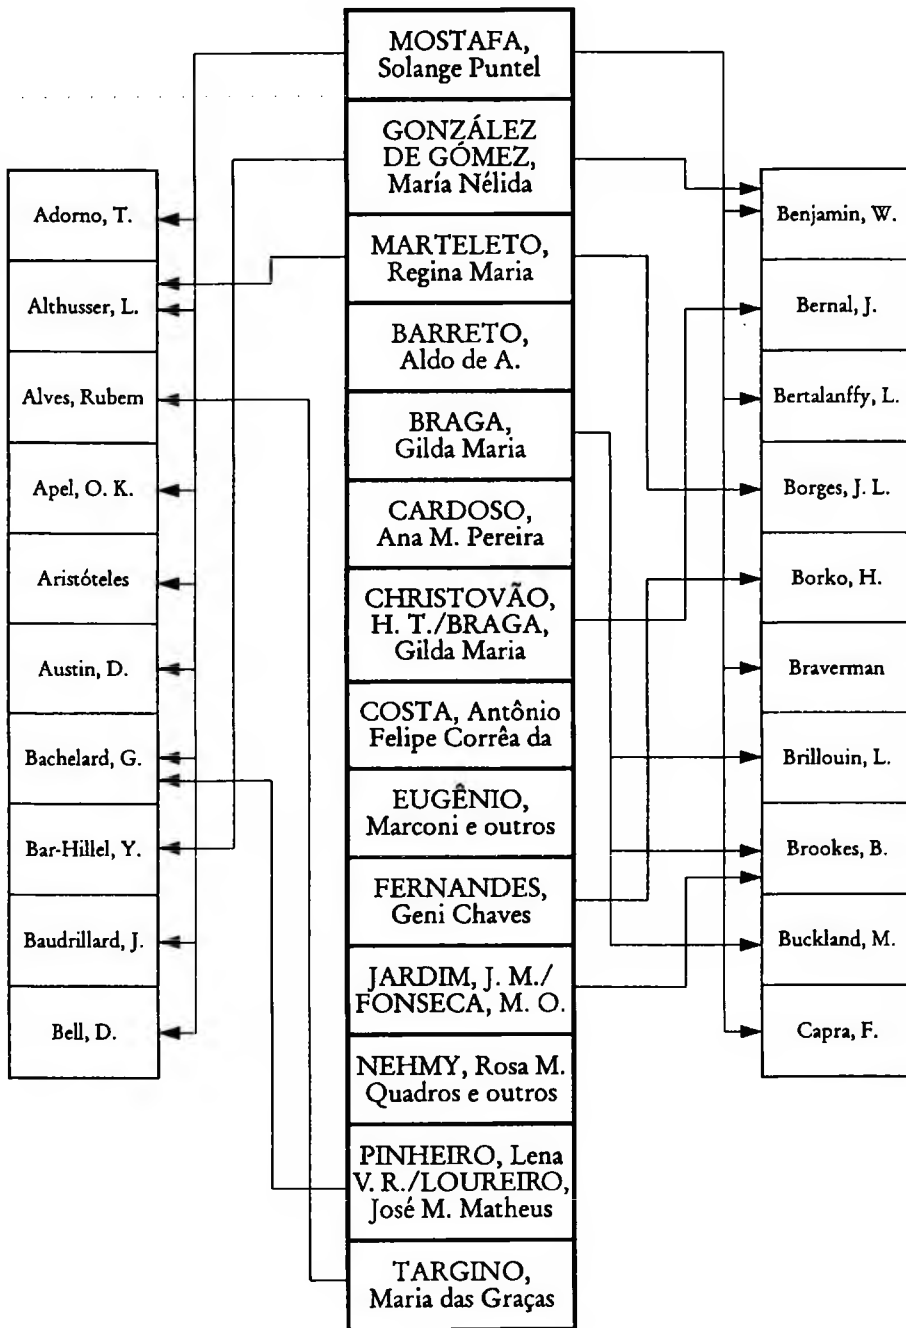 MOSTAFA,
Solange Puntel
GONZÁLEZ
DE GÓMEZ,
María Nélida
MARTELETO,
Regina Maria
BARRETO,
Aldo de A.
BRAGA,
Gilda Maria
CARDOSO,
Ana M. Pereira
CHRISTOVÃO,
H. T./BRAGA,
Gilda Maria
COSTA, Antônio
Felipe Corrêa da
EUGÊNIO,
Marconi e outros
FERNANDES,
Geni Chaves
JARDIM, J. M./
FONSECA, M. O.
NEHMY, Rosa M.
Quadros e outros
PINHEIRO, Lena
V. R./LOUREIRO,
José M. Matheus
TARGINO,
Maria das Graças
Adorno, T.
Althusser, L.
Alves, Rubem
Apel, O. K.
Aristóteles
Austin, D.
Bachelard, G.
Bar-Hillel, Y.
Baudrillard, J.
Bell, D.
Benjamin, W.
Bernal, J.
Bertalanffy, L.
Borges, J. L.
Borko, H.
Braverman
Brillouin, L.
Brookes, B.
Buckland, M.
Capra, F.